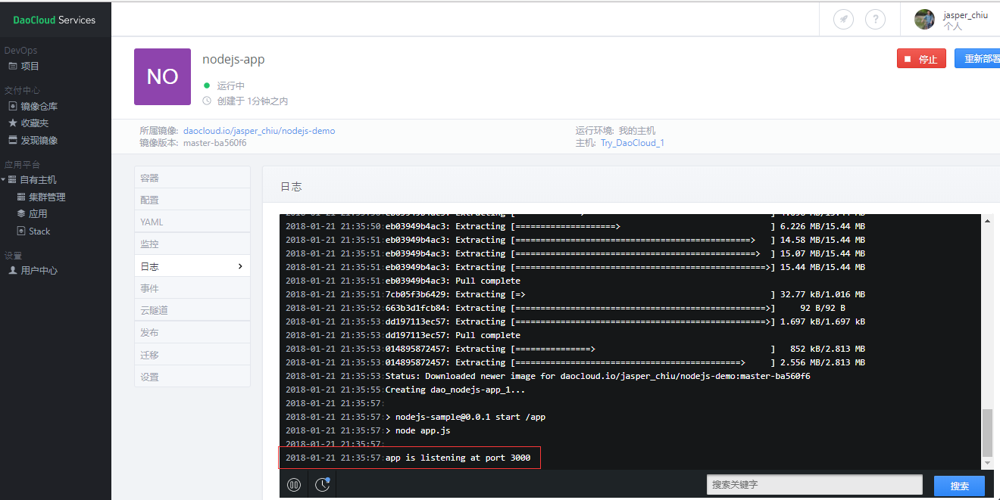 DaoCloud Services
jasper_chiu
个人
DevOps
项目
交付中心
镜像仓库
收藏夹
发现镜像
应用平台
自有主机
集群管理
应用
Stack
设置
用户中心
NO
nodejs-app
运行中
创建于 1分钟之内
停止
重新部署
所属镜像: daocloud.io/jasper_chiu/nodejs-demo
镜像版本: master-ba560f6
运行环境: 我的主机
主机: Try_DaoCloud_1
容器
配置
YAML
监控
日志
事件
云隧道
发布
迁移
设置
日志
2018-01-21 21:35:50 eb03949b4ac3: Extracting [====================> ] 6.226 MB/15.44 MB
2018-01-21 21:35:51 eb03949b4ac3: Extracting [===============================================> ] 14.58 MB/15.44 MB
2018-01-21 21:35:51 eb03949b4ac3: Extracting [================================================> ] 15.07 MB/15.44 MB
2018-01-21 21:35:51 eb03949b4ac3: Extracting [==================================================>] 15.44 MB/15.44 MB
2018-01-21 21:35:51 eb03949b4ac3: Pull complete
2018-01-21 21:35:51 7cb05f3b6429: Extracting [=> ] 32.77 kB/1.016 MB
2018-01-21 21:35:52 663b3d1fcb84: Extracting [==================================================>] 92 B/92 B
2018-01-21 21:35:53 dd197113ec57: Extracting [==================================================>] 1.697 kB/1.697 kB
2018-01-21 21:35:53 dd197113ec57: Pull complete
2018-01-21 21:35:53 014895872457: Extracting [===============> ] 852 kB/2.813 MB
2018-01-21 21:35:53 014895872457: Extracting [=============================================> ] 2.556 MB/2.813 MB
2018-01-21 21:35:53 Status: Downloaded newer image for daocloud.io/jasper_chiu/nodejs-demo:master-ba560f6
2018-01-21 21:35:55 Creating dao_nodejs-app_1...
2018-01-21 21:35:57
2018-01-21 21:35:57 > nodejs-sample@0.0.1 start /app
2018-01-21 21:35:57 > node app.js
2018-01-21 21:35:57
2018-01-21 21:35:57 app is listening at port 3000
搜索关键字
搜索